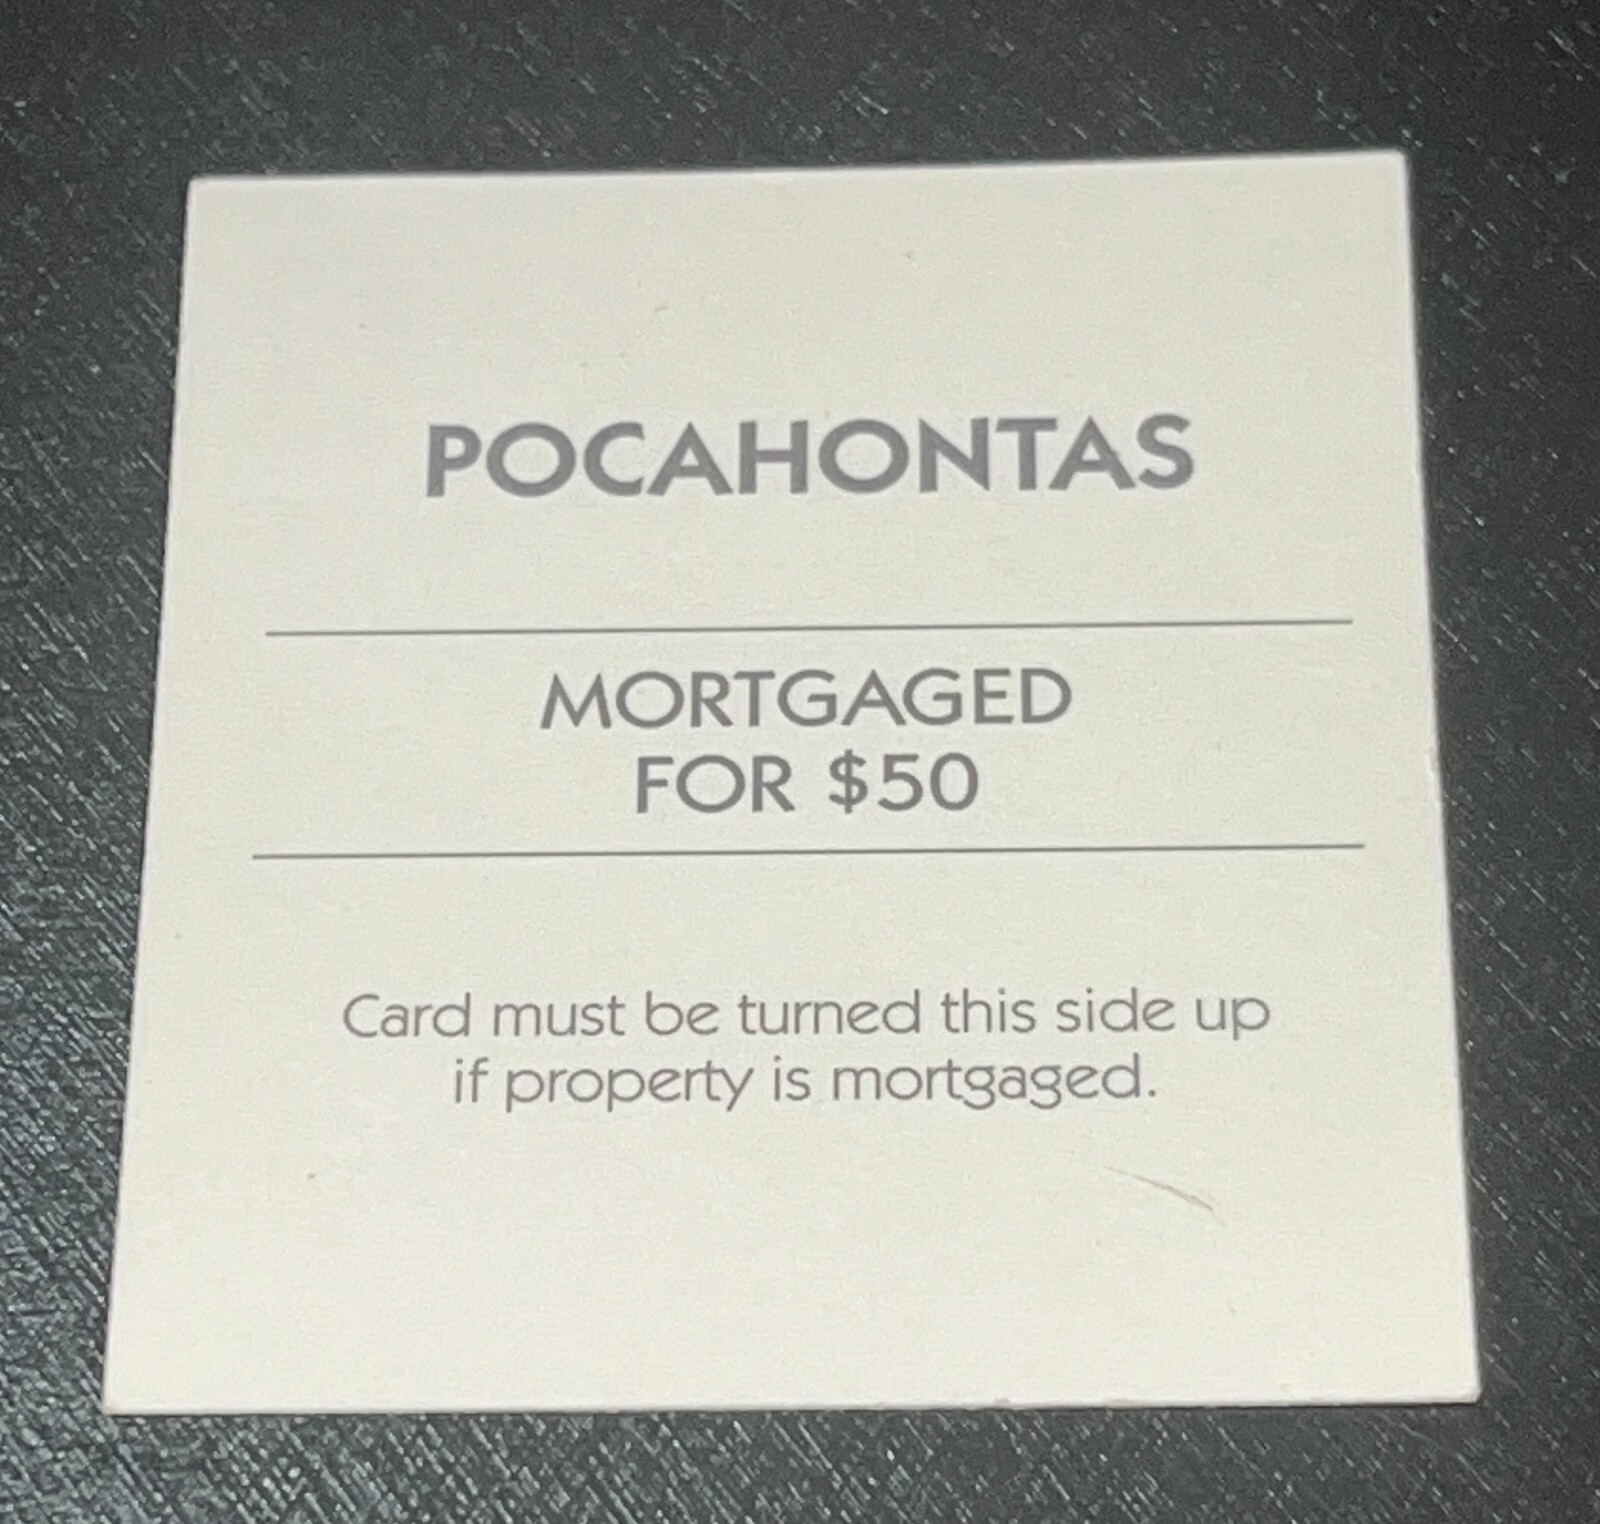 POCAHONTAS
MORTGAGED
FOR $50
Card must be turned this side up
if property is mortgaged.